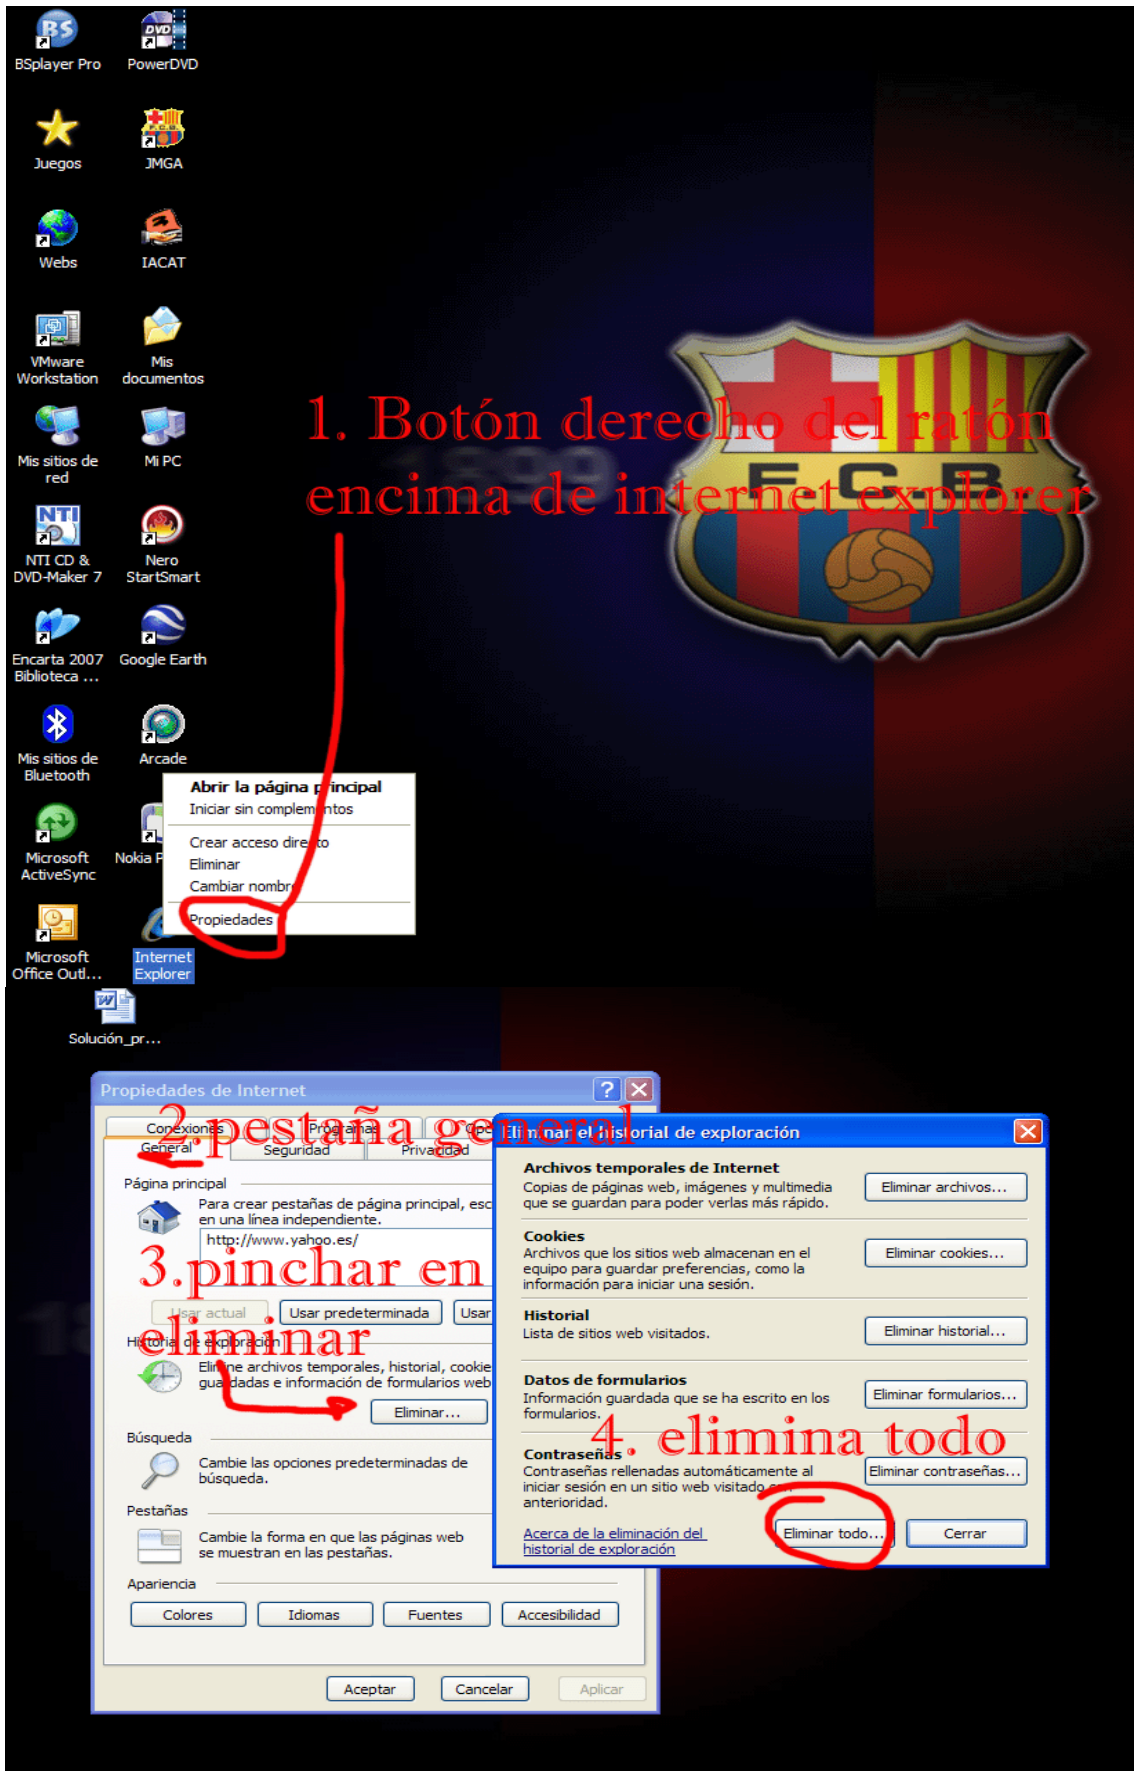 BSplayer Pro
PowerDVD
Juegos
JMGA
Webs
IACAT
VMware
Workstation
Mis
documentos
Mis sitios de
red
Mi PC
NTI
NTI CD &
DVD-Maker 7
Nero
StartSmart
Encarta 2007
Biblioteca ...
Google Earth
Mis sitios de
Bluetooth
Arcade
Microsoft
ActiveSync
Nokia P
Microsoft
Office Outl...
Internet
Explorer
1. Botón derecho del ratón
encima de internet explorer
1899
F.C.B.
Abrir la página principal
Iniciar sin complementos
Crear acceso directo
Eliminar
Cambiar nombre
Propiedades
Solución_pr...
Propiedades de Internet
2.pestaña general
Conexiones
Programas
Opc
General
Seguridad
Privacidad
Página principal
Para crear pestañas de página principal, esc
en una línea independiente.
http://www.yahoo.es/
3.pinchar en
eliminar
Usar actual
Usar predeterminada
Usar
Historial de exploración
Elimine archivos temporales, historial, cookie
guardadas e información de formularios web
Eliminar...
Búsqueda
Cambie las opciones predeterminadas de
búsqueda.
Pestañas
Cambie la forma en que las páginas web
se muestran en las pestañas.
Apariencia
Colores
Idiomas
Fuentes
Accesibilidad
Aceptar
Cancelar
Aplicar
Eliminar el historial de exploración
Archivos temporales de Internet
Copias de páginas web, imágenes y multimedia
que se guardan para poder verlas más rápido.
Eliminar archivos...
Cookies
Archivos que los sitios web almacenan en el
equipo para guardar preferencias, como la
información para iniciar una sesión.
Eliminar cookies...
Historial
Lista de sitios web visitados.
Eliminar historial...
Datos de formularios
Información guardada que se ha escrito en los
formularios.
Eliminar formularios...
4. elimina todo
Contraseñas
Contraseñas rellenadas automáticamente al
iniciar sesión en un sitio web visitado con
anterioridad.
Eliminar contraseñas...
Acerca de la eliminación del
historial de exploración
Eliminar todo...
Cerrar